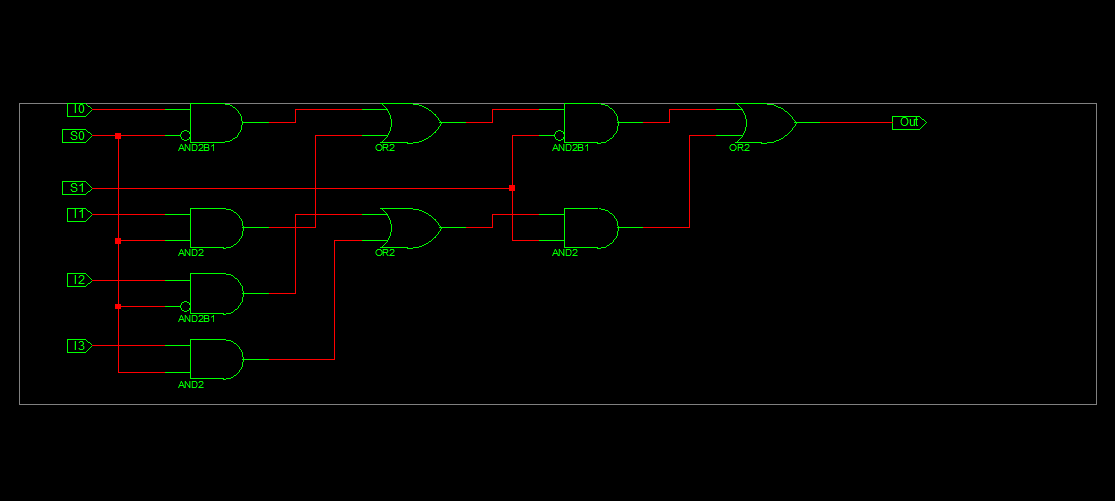 I0
S0
AND2B1
OR2
AND2B1
OR2
Out
S1
I1
AND2
OR2
AND2
I2
AND2B1
I3
AND2